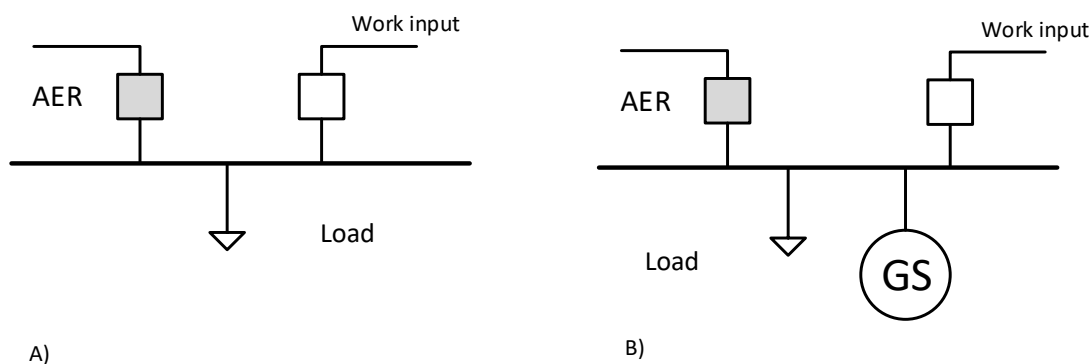 Work input
AER
Load
A)
Work input
AER
Load
GS
B)